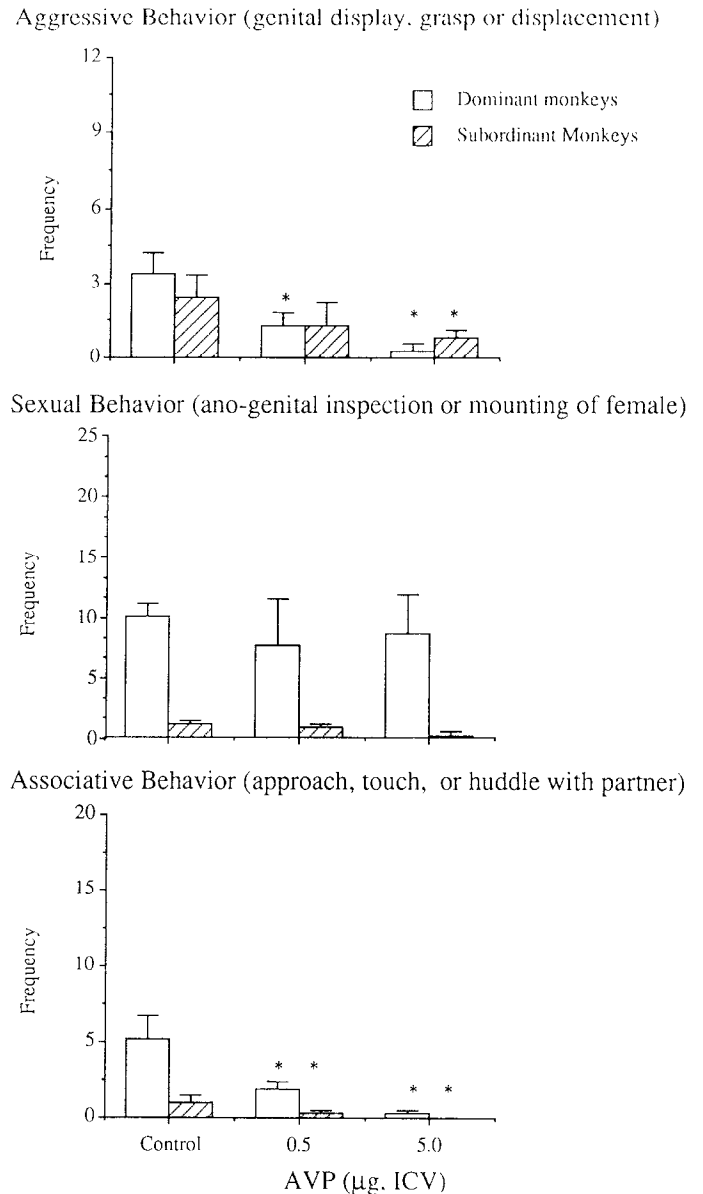 Aggressive Behavior (genital display. grasp or displacement)
12
9
6
3
0
Frequency
Dominant monkeys
Subordinant Monkeys
*
* *
Sexual Behavior (ano-genital inspection or mounting of female)
25
20
15
10
5
0
Frequency
Associative Behavior (approach, touch, or huddle with partner)
20
15
10
5
0
Frequency
* *
* *
Control 0.5 5.0
AVP (µg. ICV)